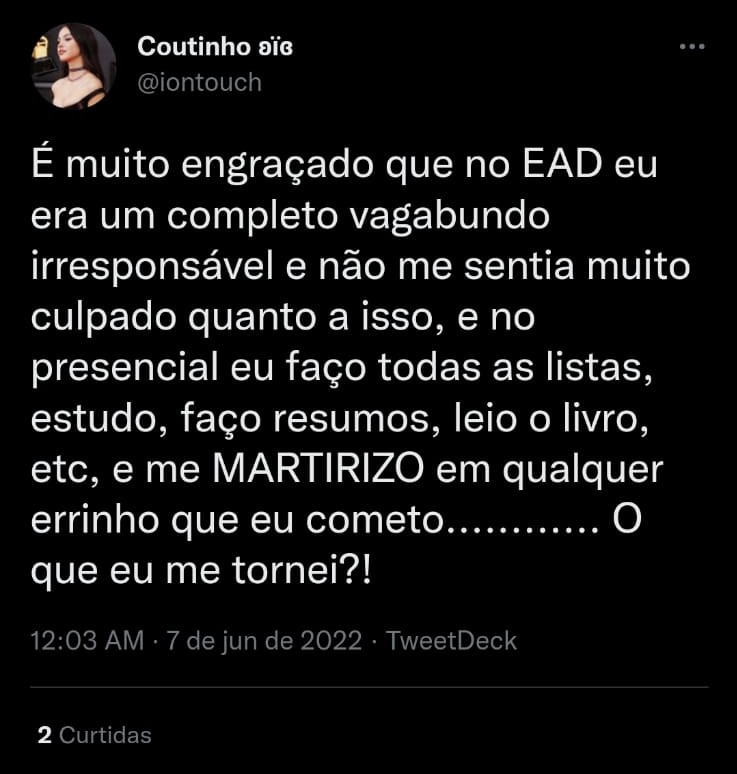 Coutinho ʚïɞ
@iontouch
É muito engraçado que no EAD eu
era um completo vagabundo
irresponsável e não me sentia muito
culpado quanto a isso, e no
presencial eu faço todas as listas,
estudo, faço resumos, leio o livro,
etc, e me MARTIRIZO em qualquer
errinho que eu cometo............ O
que eu me tornei?!
12:03 AM · 7 de jun de 2022 · TweetDeck
2 Curtidas